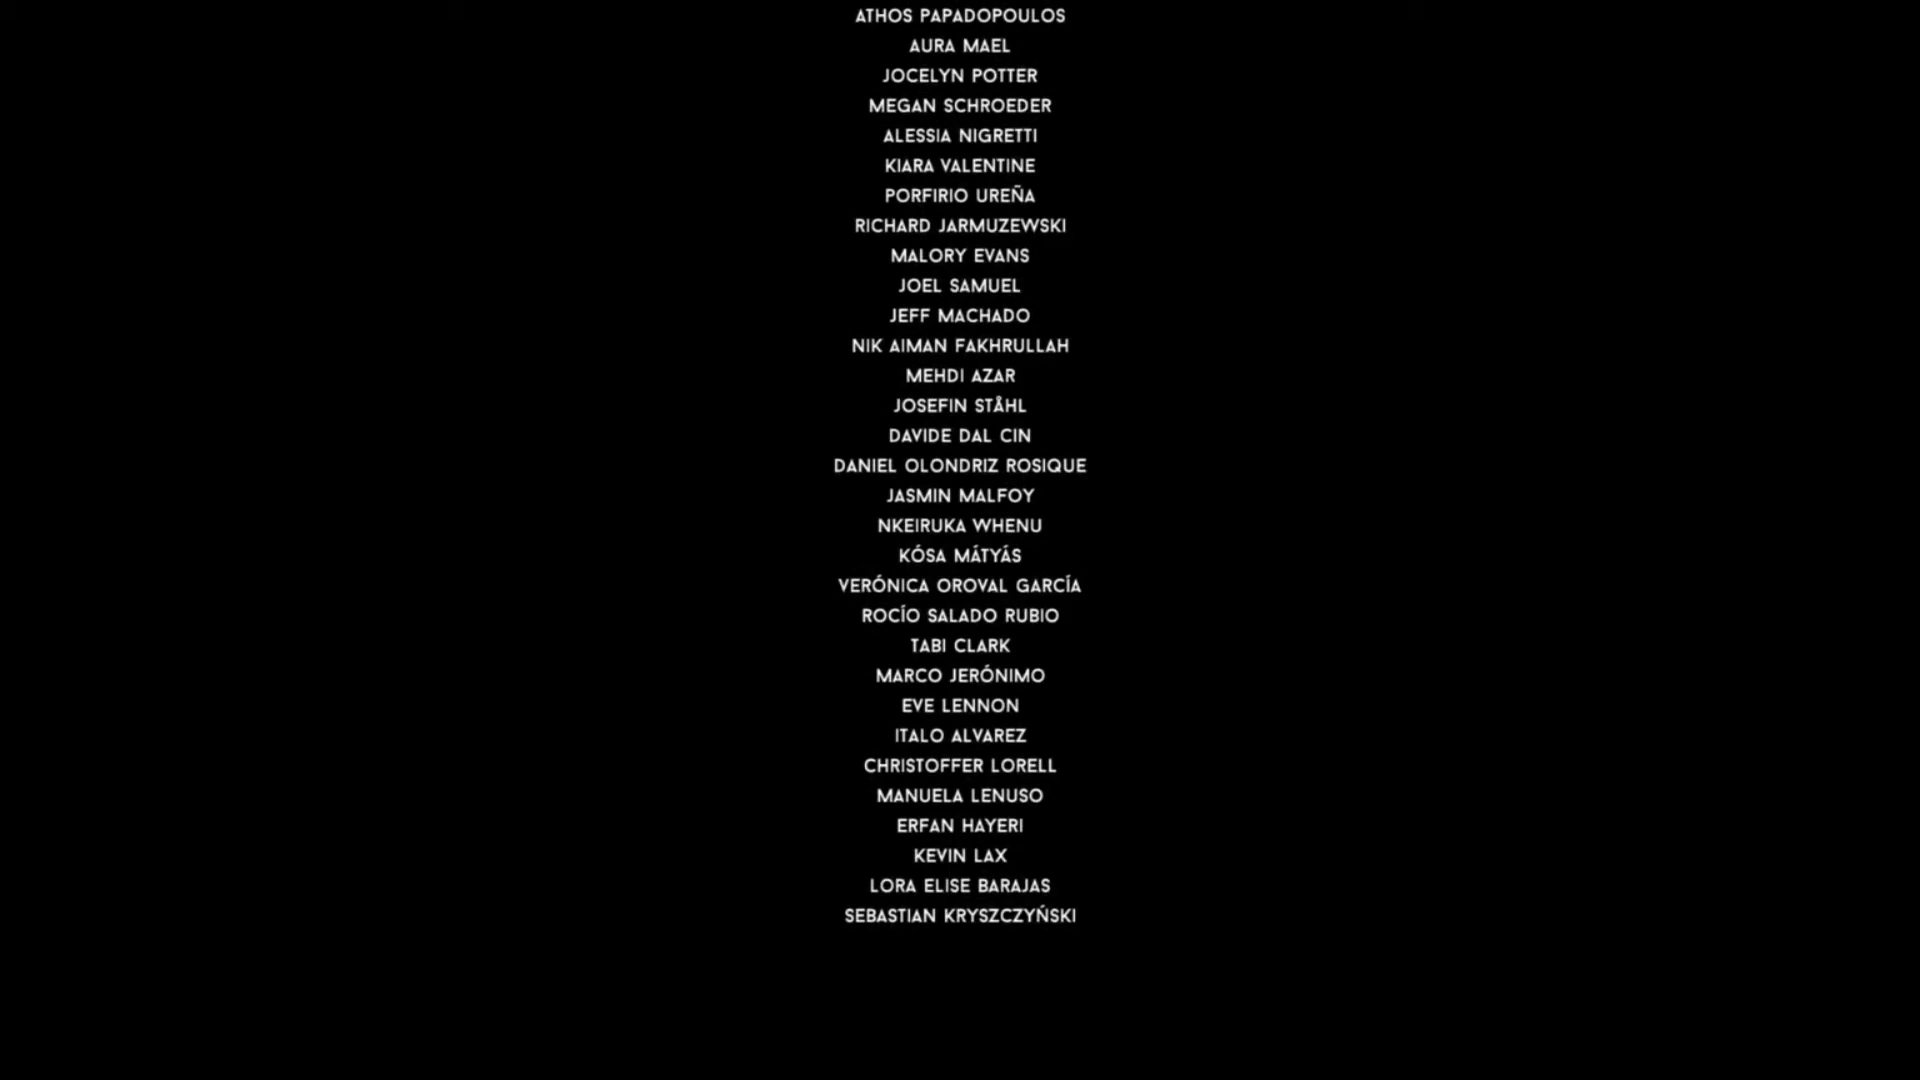 ATHOS PAPADOPOULOS
AURA MAEL
JOCELYN POTTER
MEGAN SCHROEDER
ALESSIA NIGRETTI
KIARA VALENTINE
PORFIRIO UREÑA
RICHARD JARMUZEWSKI
MALORY EVANS
JOEL SAMUEL
JEFF MACHADO
NIK AIMAN FAKHRULLAH
MEHDI AZAR
JOSEFIN STÅHL
DAVIDE DAL CIN
DANIEL OLONDRIZ ROSIQUE
JASMIN MALFOY
NKEIRUKA WHENU
KÓSA MÁTYÁS
VERÓNICA OROVAL GARCÍA
ROCÍO SALADO RUBIO
TABI CLARK
MARCO JERÓNIMO
EVE LENNON
ITALO ALVAREZ
CHRISTOFFER LORELL
MANUELA LENUSO
ERFAN HAYERI
KEVIN LAX
LORA ELISE BARAJAS
SEBASTIAN KRYSZCZYŃSKI